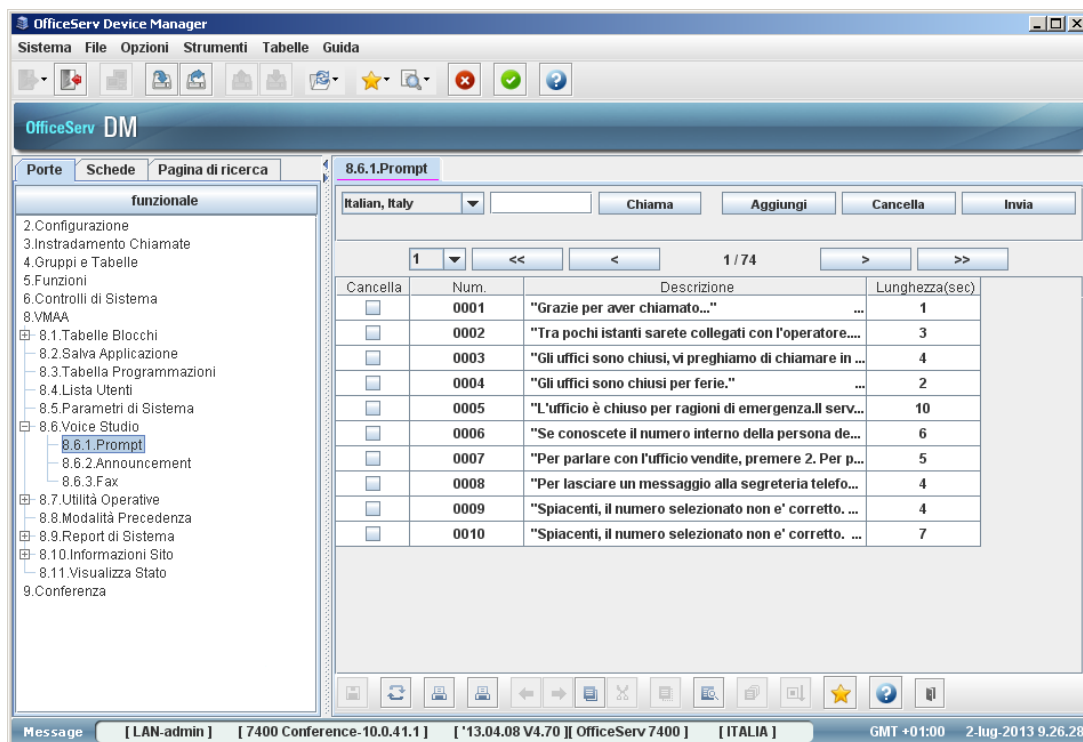 OfficeServ Device Manager
Sistema File Opzioni Strumenti Tabelle Guida
OfficeServ DM
Porte Schede Pagina di ricerca
funzionale
2.Configurazione
3.Instradamento Chiamate
4.Gruppi e Tabelle
5.Funzioni
6.Controlli di Sistema
8.VMAA
8.1.Tabelle Blocchi
8.2.Salva Applicazione
8.3.Tabella Programmazioni
8.4.Lista Utenti
8.5.Parametri di Sistema
8.6.Voice Studio
8.6.1.Prompt
8.6.2.Announcement
8.6.3.Fax
8.7.Utilità Operative
8.8.Modalità Precedenza
8.9.Report di Sistema
8.10.Informazioni Sito
8.11.Visualizza Stato
9.Conferenza
8.6.1.Prompt
Italian, Italy Chiama Aggiungi Cancella Invia
1 << < 1 / 74 > >>
Cancella Num. Descrizione Lunghezza(sec)
0001 "Grazie per aver chiamato..." ... 1
0002 "Tra pochi istanti sarete collegati con l'operatore.... 3
0003 "Gli uffici sono chiusi, vi preghiamo di chiamare in ... 4
0004 "Gli uffici sono chiusi per ferie." ... 2
0005 "L'ufficio è chiuso per ragioni di emergenza.Il serv... 10
0006 "Se conoscete il numero interno della persona de... 6
0007 "Per parlare con l'ufficio vendite, premere 2. Per p... 5
0008 "Per lasciare un messaggio alla segreteria telefo... 4
0009 "Spiacenti, il numero selezionato non e' corretto. ... 4
0010 "Spiacenti, il numero selezionato non e' corretto. ... 7
Message [ LAN-admin ] [ 7400 Conference-10.0.41.1 ] [ '13.04.08 V4.70 ][ OfficeServ 7400 ] [ ITALIA ] GMT +01:00 2-lug-2013 9.26.28